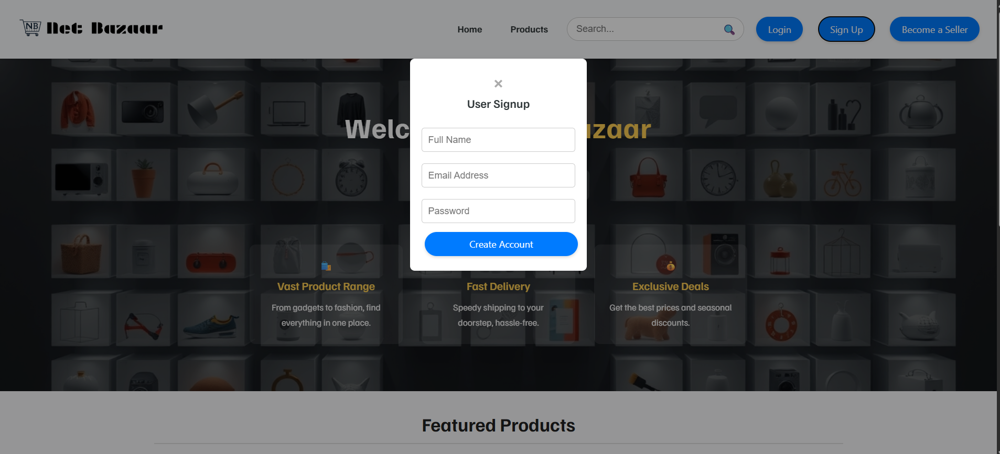 NB Net Bazaar
Home
Products
Search...
Login
Sign Up
Become a Seller
×
User Signup
Welc
azaar
Full Name
Email Address
Password
Create Account
Vast Product Range
From gadgets to fashion, find
everything in one place.
Fast Delivery
Speedy shipping to your
doorstep, hassle-free.
Exclusive Deals
Get the best prices and seasonal
discounts.
Featured Products